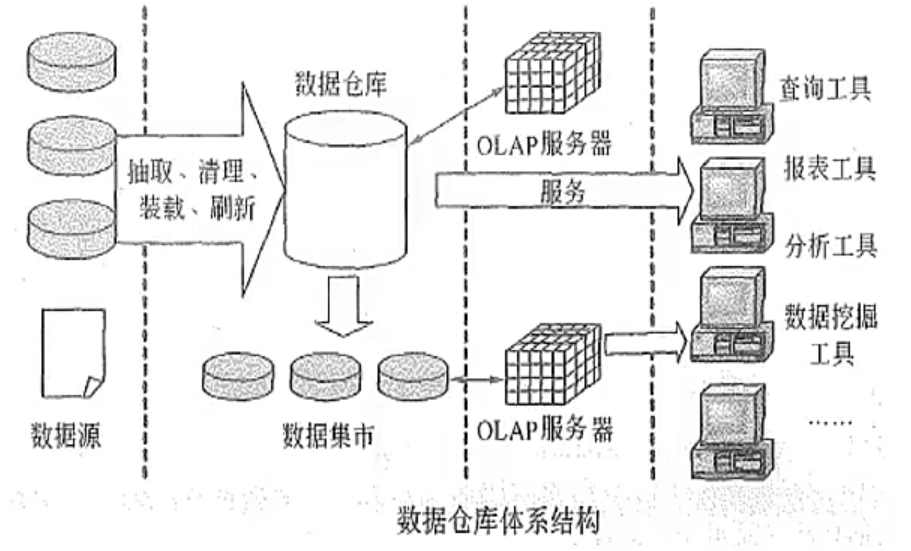 数据仓库
抽取、清理、
装载、刷新
数据源
数据集市
OLAP服务器
服务
OLAP服务器
查询工具
报表工具
分析工具
数据挖掘
工具
……
数据仓库体系结构